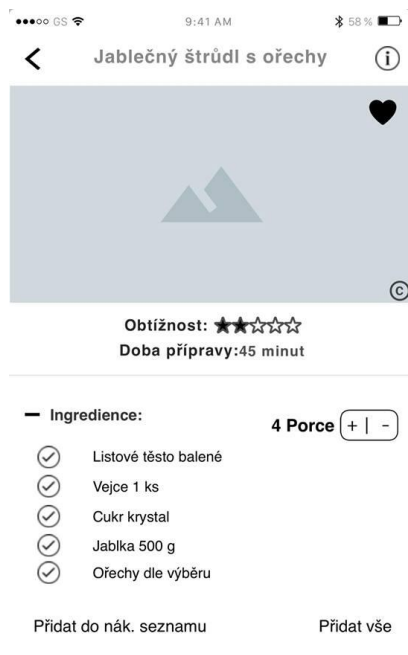 GS 9:41 AM 58 %
Jablečný štrúdl s ořechy
Obtížnost:
Doba přípravy:45 minut
Ingredience:
4 Porce + | -
Listové těsto balené
Vejce 1 ks
Cukr krystal
Jablka 500 g
Ořechy dle výběru
Přidat do nák. seznamu Přidat vše